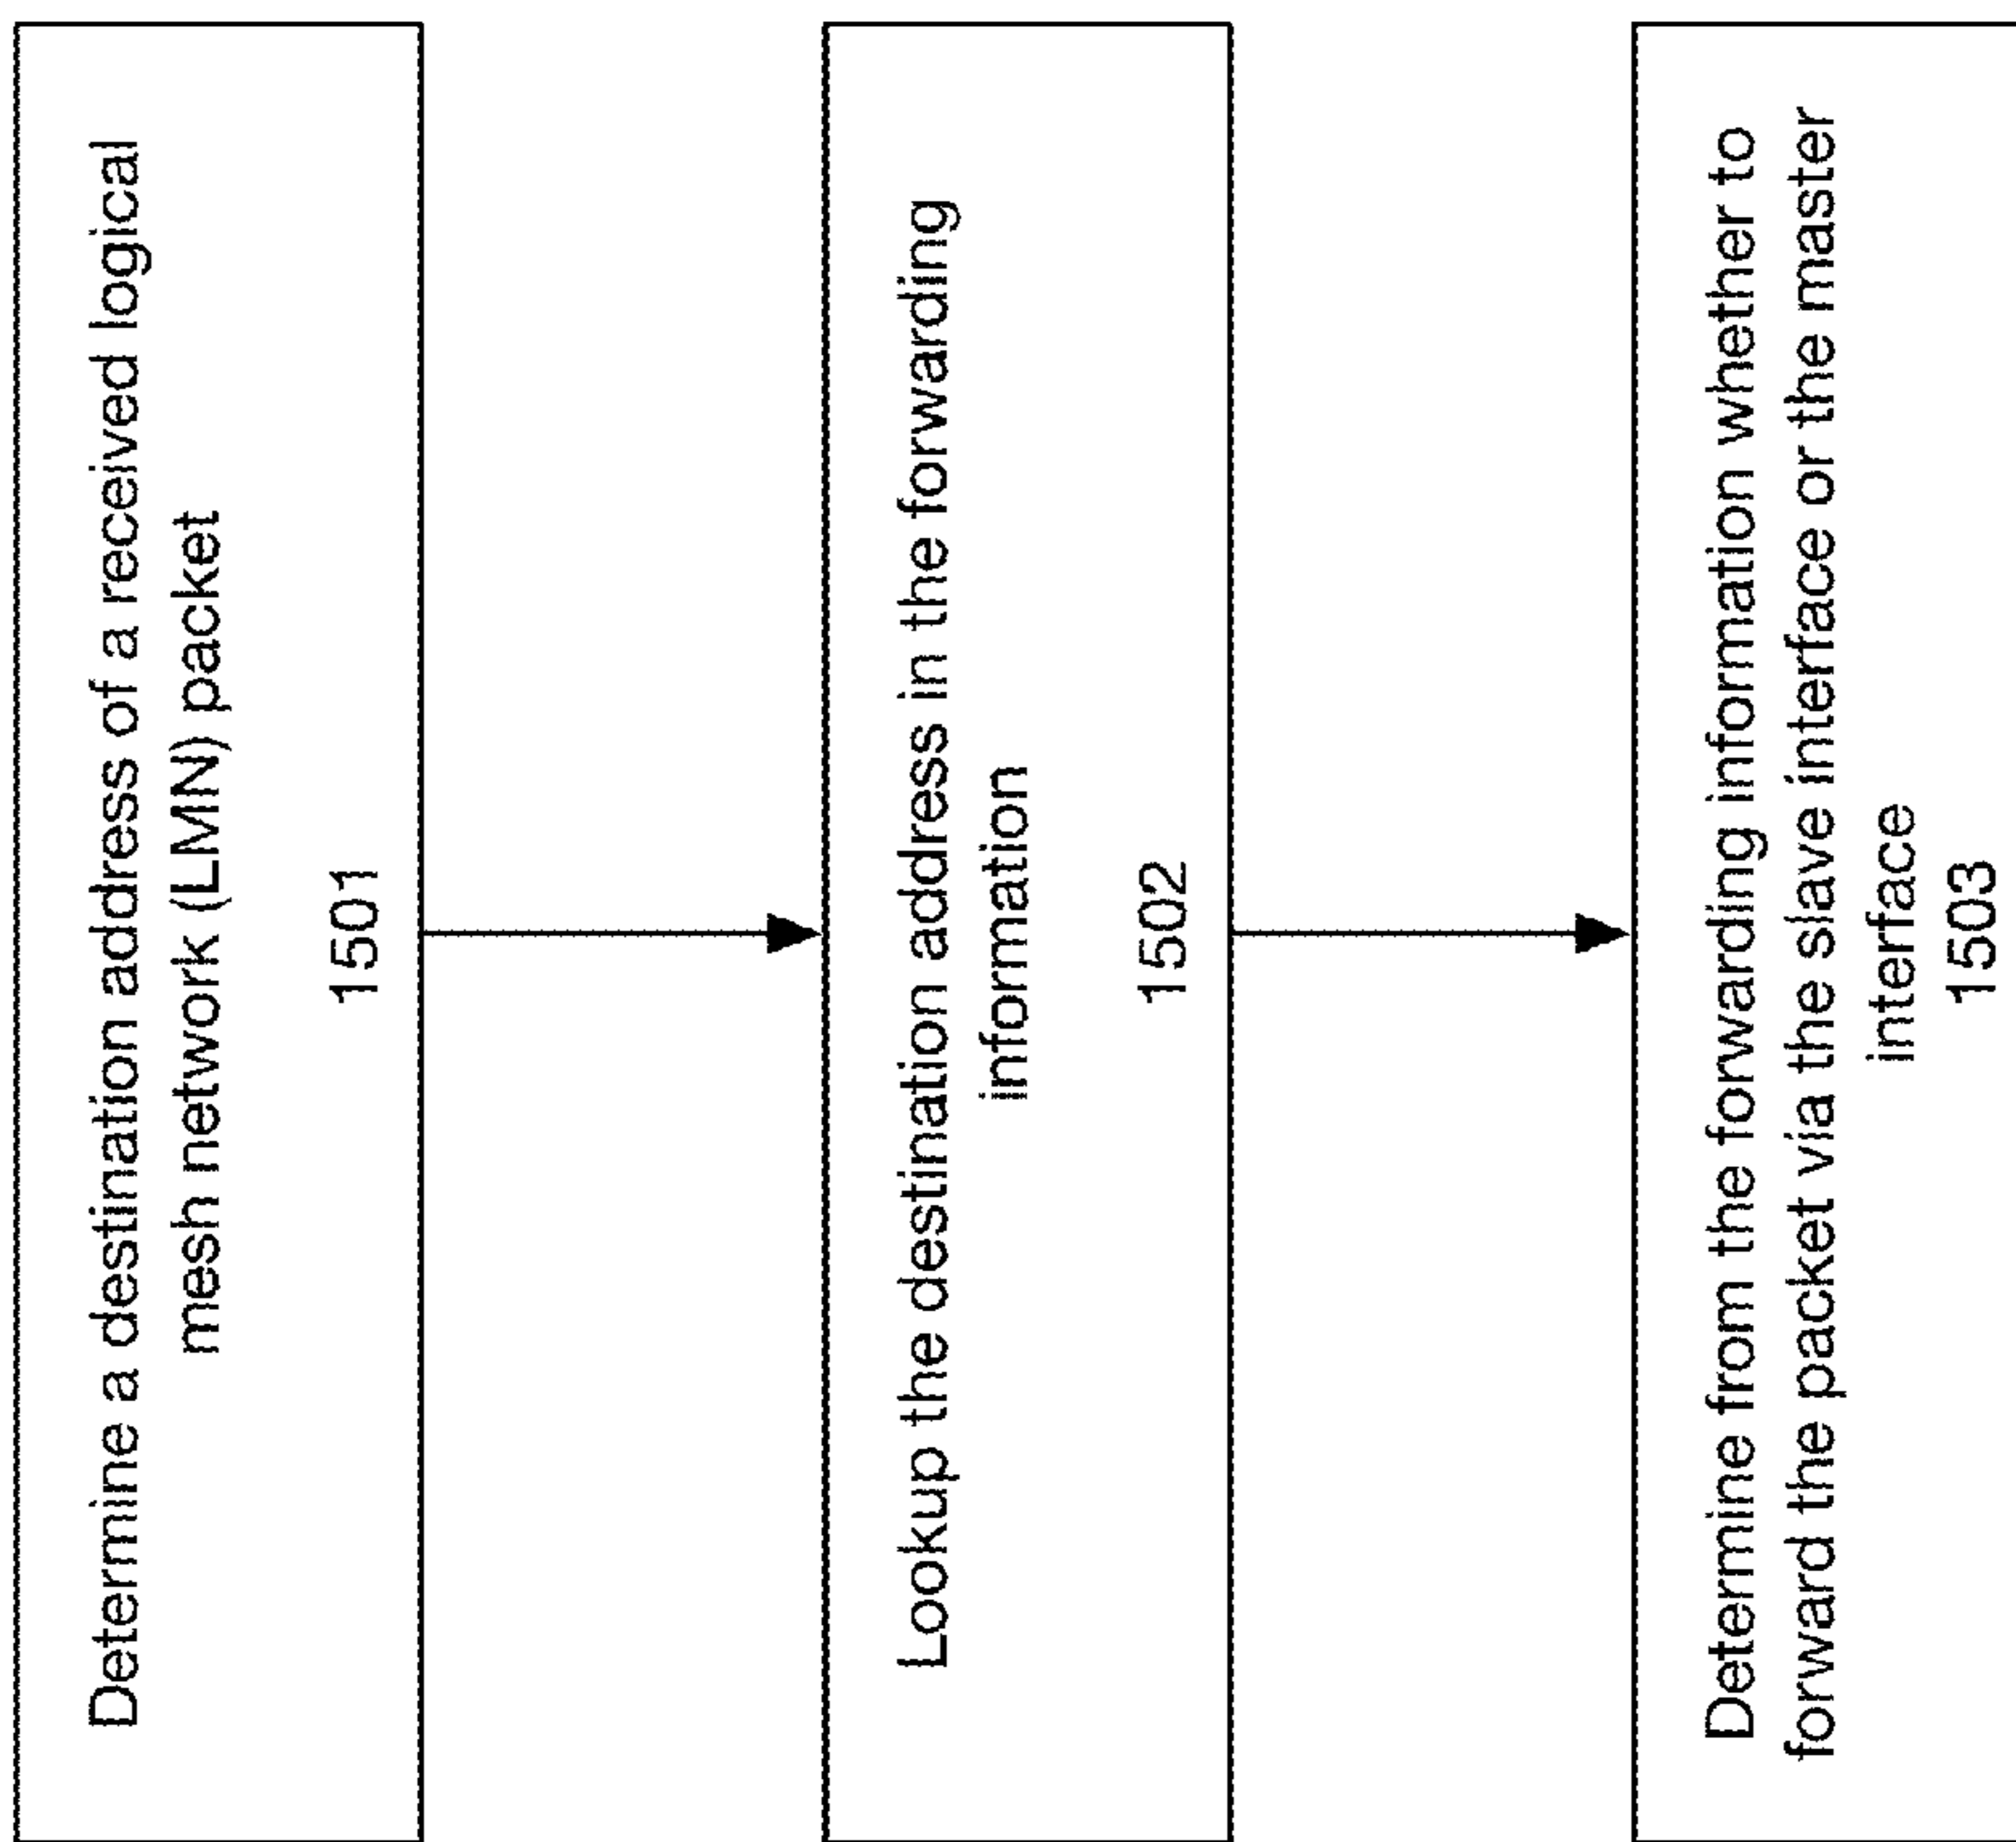 Determine a destination address of a received logical
mesh network (LMN) packet
1501
Lookup the destination address in the forwarding
information
1502
Determine from the forwarding information whether to
forward the packet via the slave interface or the master
interface
1503